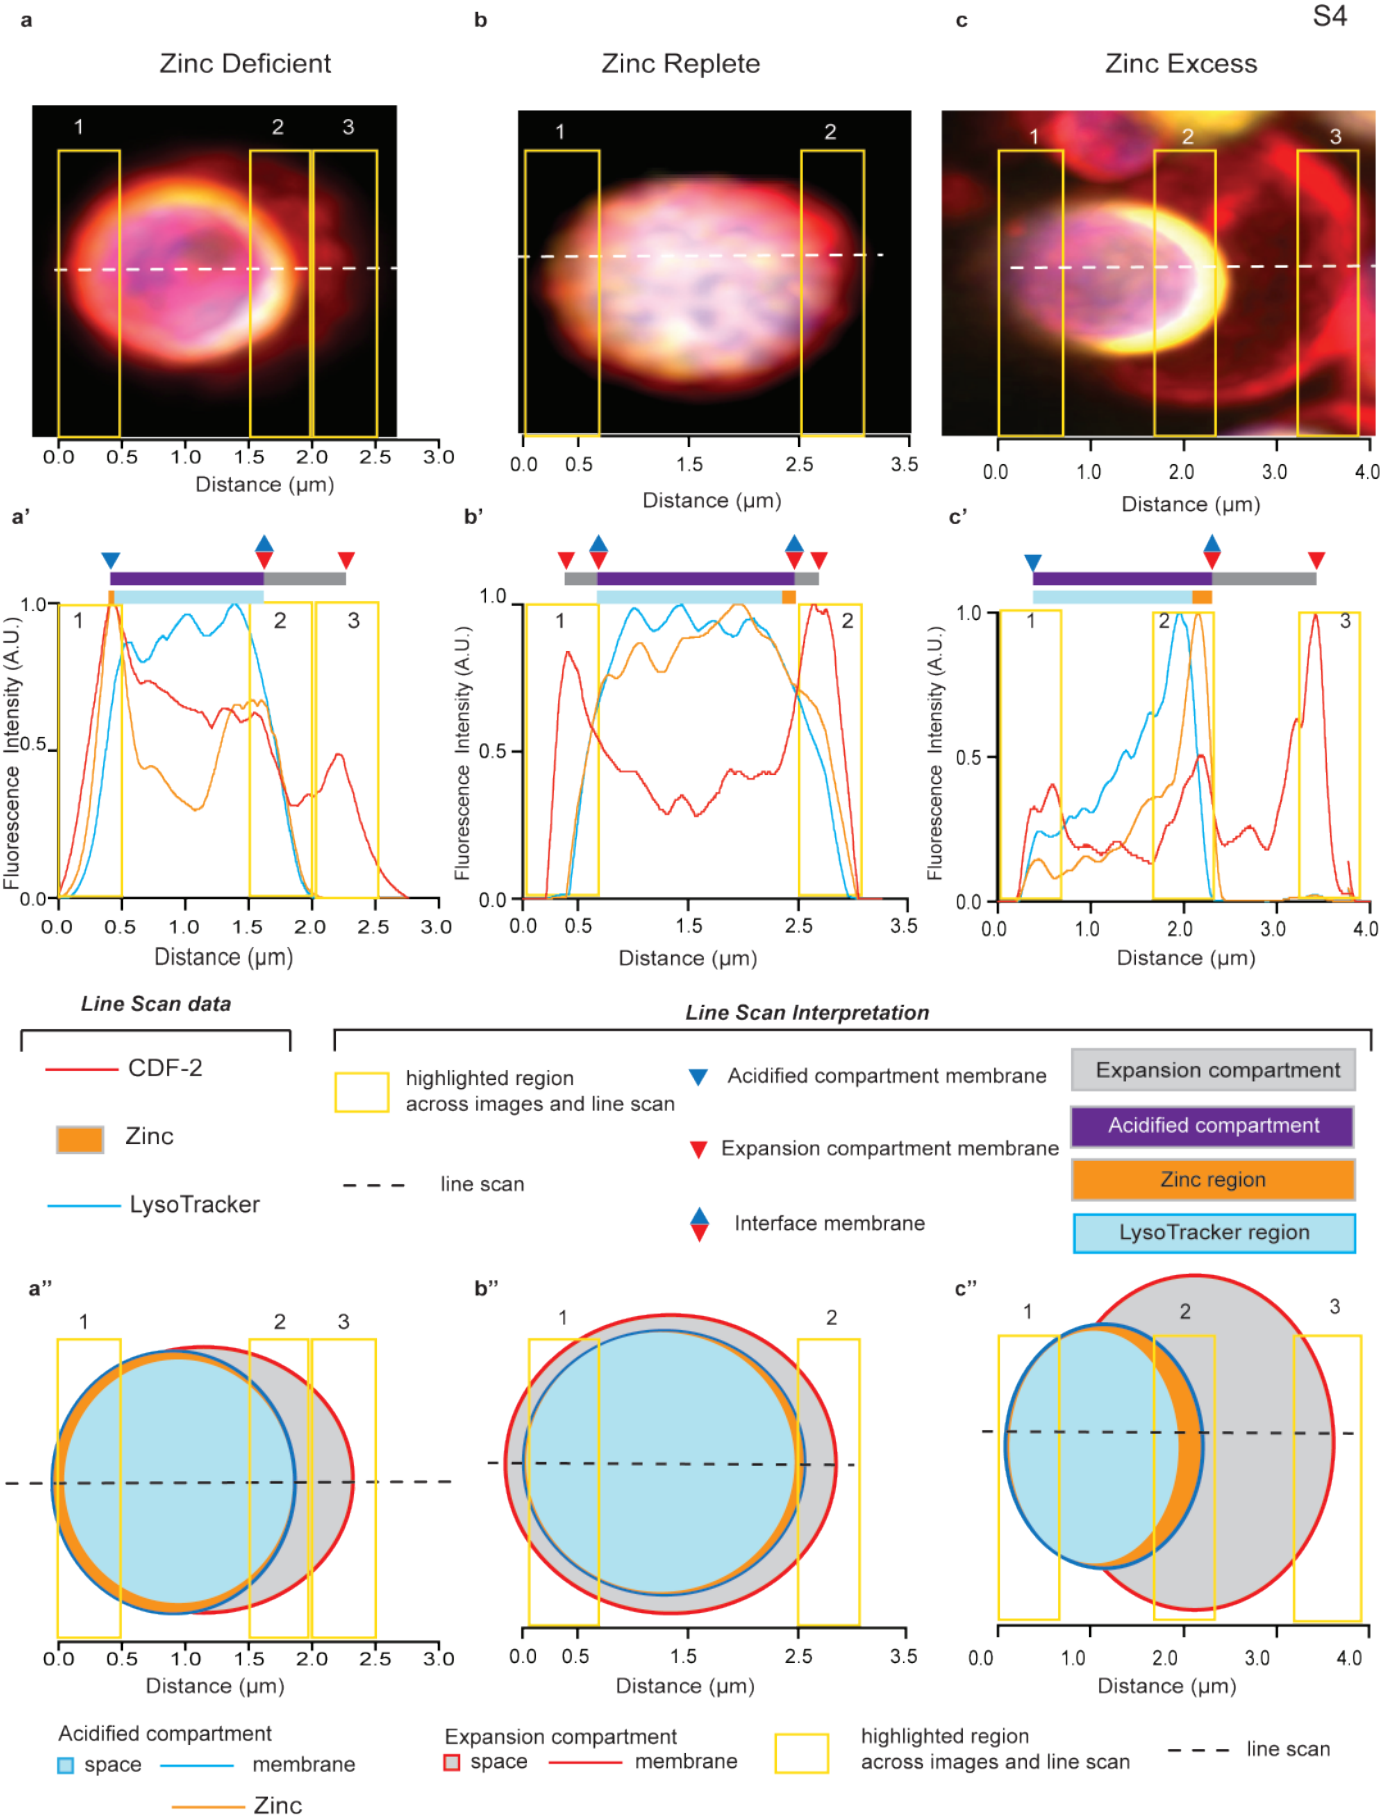 S4
a
b
c
Zinc Deficient
Zinc Replete
Zinc Excess
1 2 3
1 2
1 2 3
0.0 0.5 1.0 1.5 2.0 2.5 3.0
Distance (µm)
0.0 0.5 1.5 2.5 3.5
Distance (µm)
0.0 1.0 2.0 3.0 4.0
Distance (µm)
a'
b'
c'
Fluorescence Intensity (A.U.)
1.0
0.5
0.0
1 2 3
0.0 0.5 1.0 1.5 2.0 2.5 3.0
Distance (µm)
Fluorescence Intensity (A.U.)
1.0
0.5
0.0
1 2
0.0 0.5 1.5 2.5 3.5
Distance (µm)
Fluorescence Intensity (A.U.)
1.0
0.5
0.0
1 2 3
0.0 1.0 2.0 3.0 4.0
Distance (µm)
Line Scan data
CDF-2
Zinc
LysoTracker
Line Scan Interpretation
highlighted region
across images and line scan
line scan
Acidified compartment membrane
Expansion compartment membrane
Interface membrane
Expansion compartment
Acidified compartment
Zinc region
LysoTracker region
a''
b''
c''
1 2 3
1 2
1 2 3
0.0 0.5 1.0 1.5 2.0 2.5 3.0
Distance (µm)
0.0 0.5 1.5 2.5 3.5
Distance (µm)
0.0 1.0 2.0 3.0 4.0
Distance (µm)
Acidified compartment
space membrane
Zinc
Expansion compartment
space membrane
highlighted region
across images and line scan
line scan